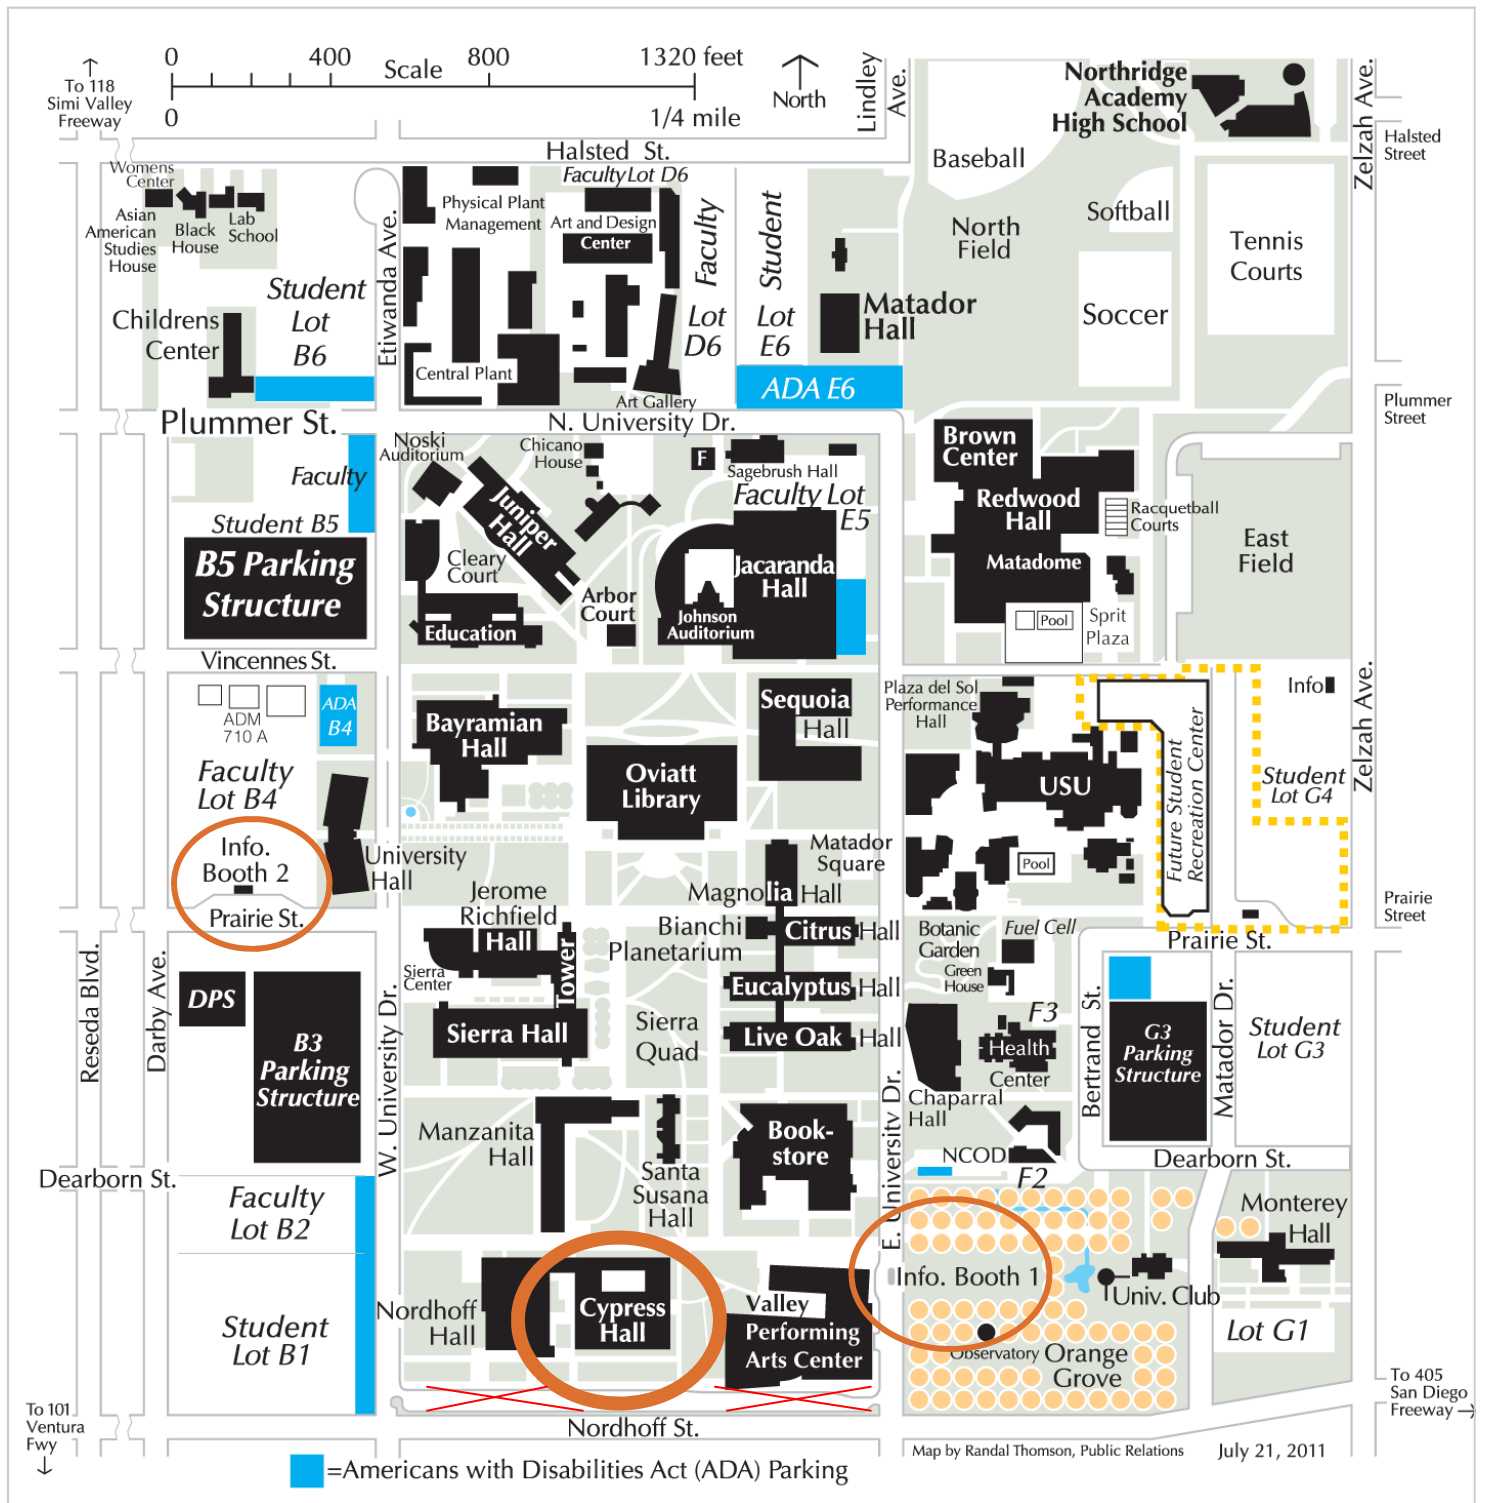 0 400 800 1320 feet
Scale
0 1/4 mile
North
To 118
Simi Valley
Freeway
Lindley
Ave.
Northridge
Academy
High School
Zelzah Ave.
Halsted
Street
Halsted St.
Baseball
Softball
North
Field
Tennis
Courts
Soccer
Womens
Center
Asian
American
Studies
House
Black
House
Lab
School
Student
Lot
B6
Childrens
Center
Etiwanda Ave.
Physical Plant
Management
Faculty Lot D6
Art and Design
Center
Faculty
Lot
D6
Student
Lot
E6
Matador
Hall
Central Plant
Art Gallery
ADA E6
Plummer St.
N. University Dr.
Plummer
Street
Noski
Auditorium
Chicano
House
F
Sagebrush Hall
Faculty Lot
E5
Faculty
Student B5
B5 Parking
Structure
Juniper
Hall
Cleary
Court
Education
Arbor
Court
Jacaranda
Hall
Johnson
Auditorium
Brown
Center
Redwood
Hall
Matadome
Racquetball
Courts
Pool
Sprit
Plaza
East
Field
Vincennes St.
ADM
710 A
ADA
B4
Faculty
Lot B4
Bayramian
Hall
Oviatt
Library
Sequoia
Hall
Plaza del Sol
Performance
Hall
USU
Future Student
Recreation Center
Info
Student
Lot G4
Zelzah Ave.
Info.
Booth 2
Prairie St.
University
Hall
Matador
Square
Magnolia Hall
Pool
Jerome
Richfield
Hall
Tower
Bianchi
Planetarium
Citrus Hall
Botanic
Garden
Fuel Cell
Green
House
Prairie
Street
Prairie St.
Reseda Blvd.
Darby Ave.
DPS
B3
Parking
Structure
W. University Dr.
Sierra
Center
Sierra Hall
Eucalyptus Hall
Sierra
Quad
Live Oak Hall
F3
Health
Center
Chaparral
Hall
Bertrand St.
G3
Parking
Structure
Matador Dr.
Student
Lot G3
E. University Dr.
Manzanita
Hall
Santa
Susana
Hall
Book-
store
NCOD
F2
Dearborn St.
Dearborn St.
Faculty
Lot B2
Student
Lot B1
Nordhoff
Hall
Cypress
Hall
Valley
Performing
Arts Center
Info. Booth 1
Observatory
Orange
Grove
Univ. Club
Monterey
Hall
Lot G1
To 101
Ventura
Fwy
Nordhoff St.
To 405
San Diego
Freeway
Map by Randal Thomson, Public Relations July 21, 2011
=Americans with Disabilities Act (ADA) Parking